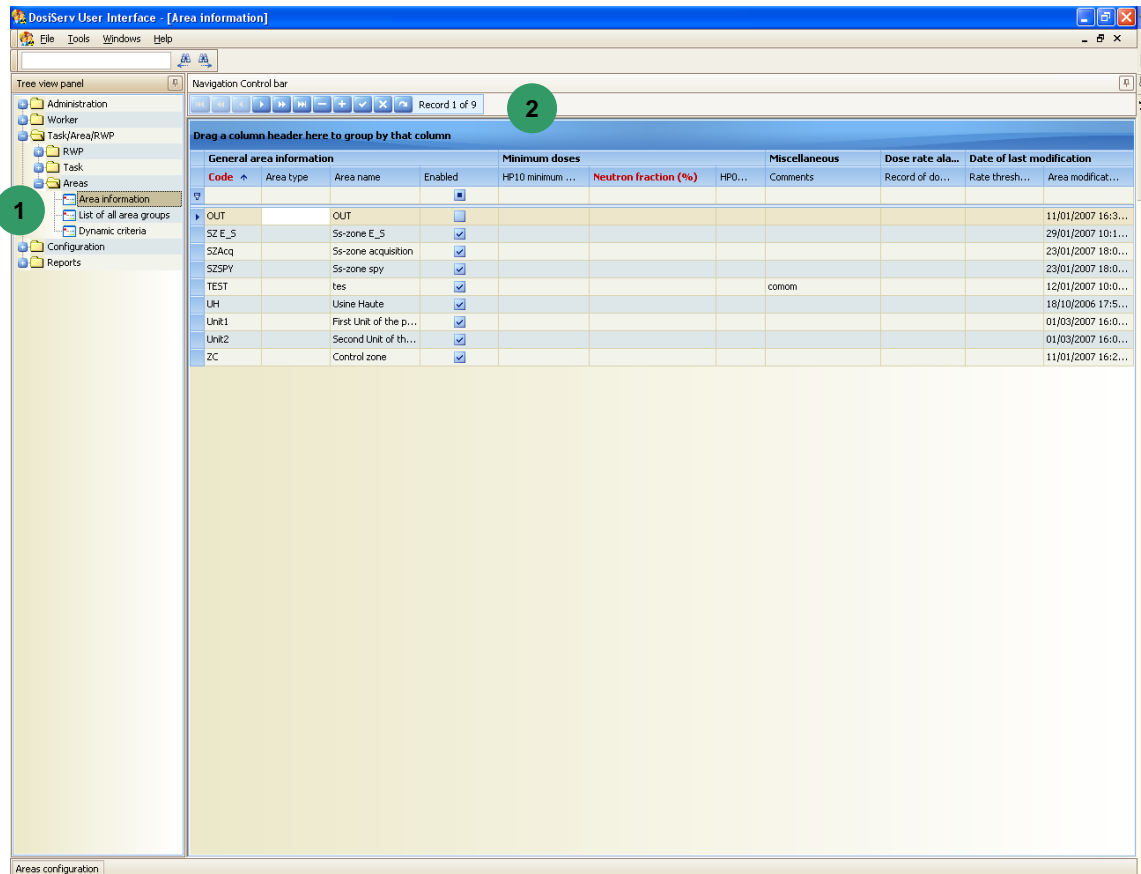 DosiServ User Interface - [Area information]
File Tools Windows Help
Tree view panel
Navigation Control bar
Administration
Worker
Task/Area/RWP
RWP
Task
Areas
Area information
List of all area groups
Dynamic criteria
Configuration
Reports
1
Record 1 of 9
2
Drag a column header here to group by that column
General area information Minimum doses Miscellaneous Dose rate ala... Date of last modification
Code Area type Area name Enabled HP10 minimum ... Neutron fraction (%) HP0... Comments Record of do... Rate thresh... Area modificat...
OUT OUT 11/01/2007 16:3...
SZ E_S Ss-zone E_S 29/01/2007 10:1...
SZAcq Ss-zone acquisition 23/01/2007 18:0...
SZSPY Ss-zone spy 23/01/2007 18:0...
TEST tes comom 12/01/2007 10:0...
UH Usine Haute 18/10/2006 17:5...
Unit1 First Unit of the p... 01/03/2007 16:0...
Unit2 Second Unit of th... 01/03/2007 16:0...
ZC Control zone 11/01/2007 16:2...
Areas configuration